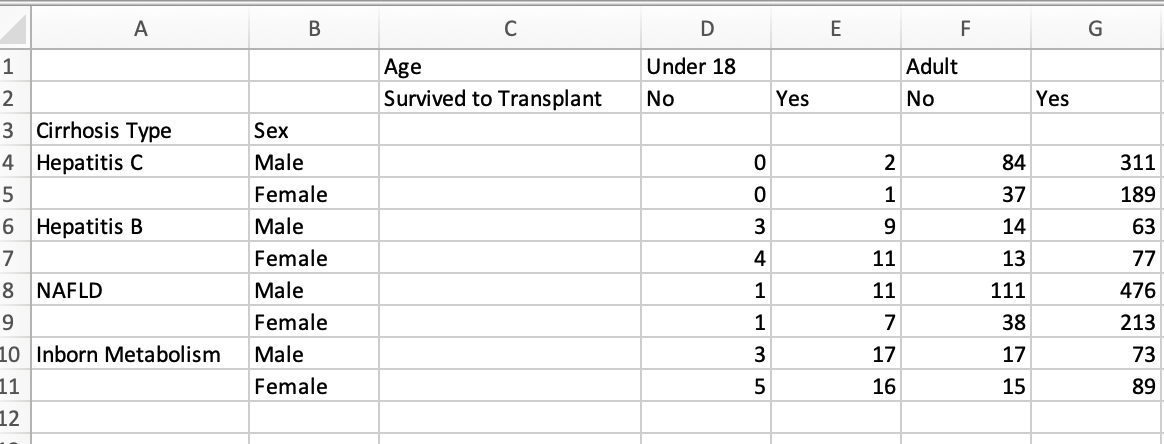 A B C D E F G
1 Age Under 18 Adult
2 Survived to Transplant No Yes No Yes
3 Cirrhosis Type Sex
4 Hepatitis C Male 0 2 84 311
5 Female 0 1 37 189
6 Hepatitis B Male 3 9 14 63
7 Female 4 11 13 77
8 NAFLD Male 1 11 111 476
9 Female 1 7 38 213
10 Inborn Metabolism Male 3 17 17 73
11 Female 5 16 15 89
12